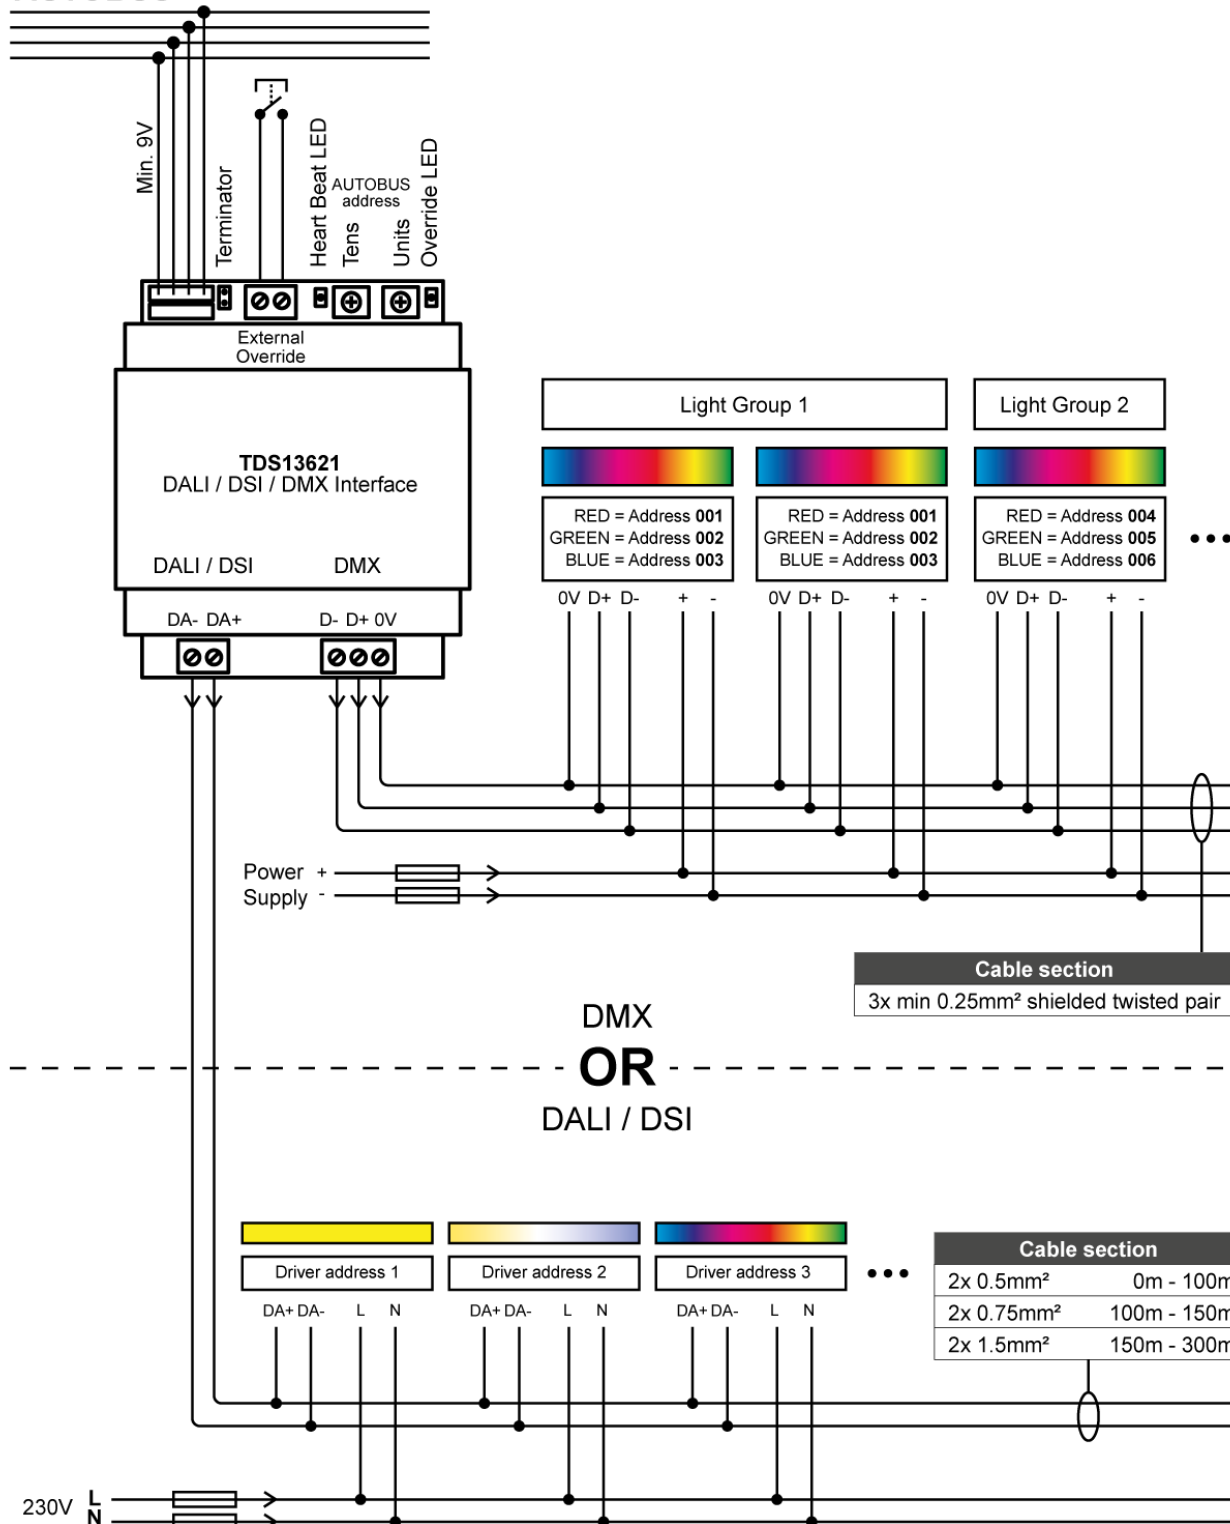 Min. 9V
Terminator
Heart Beat LED
AUTOBUS
address
Tens
Units
Override LED
External
Override
TDS13621
DALI / DSI / DMX Interface
DALI / DSI
DMX
DA- DA+
D- D+ 0V
Light Group 1
Light Group 2
RED = Address 001
GREEN = Address 002
BLUE = Address 003
RED = Address 001
GREEN = Address 002
BLUE = Address 003
RED = Address 004
GREEN = Address 005
BLUE = Address 006
0V D+ D- + -
0V D+ D- + -
0V D+ D- + -
Power +
Supply -
Cable section
3x min 0.25mm² shielded twisted pair
DMX
OR
DALI / DSI
Driver address 1
Driver address 2
Driver address 3
DA+ DA- L N
DA+ DA- L N
DA+ DA- L N
Cable section
2x 0.5mm² 0m - 100m
2x 0.75mm² 100m - 150m
2x 1.5mm² 150m - 300m
230V L
N